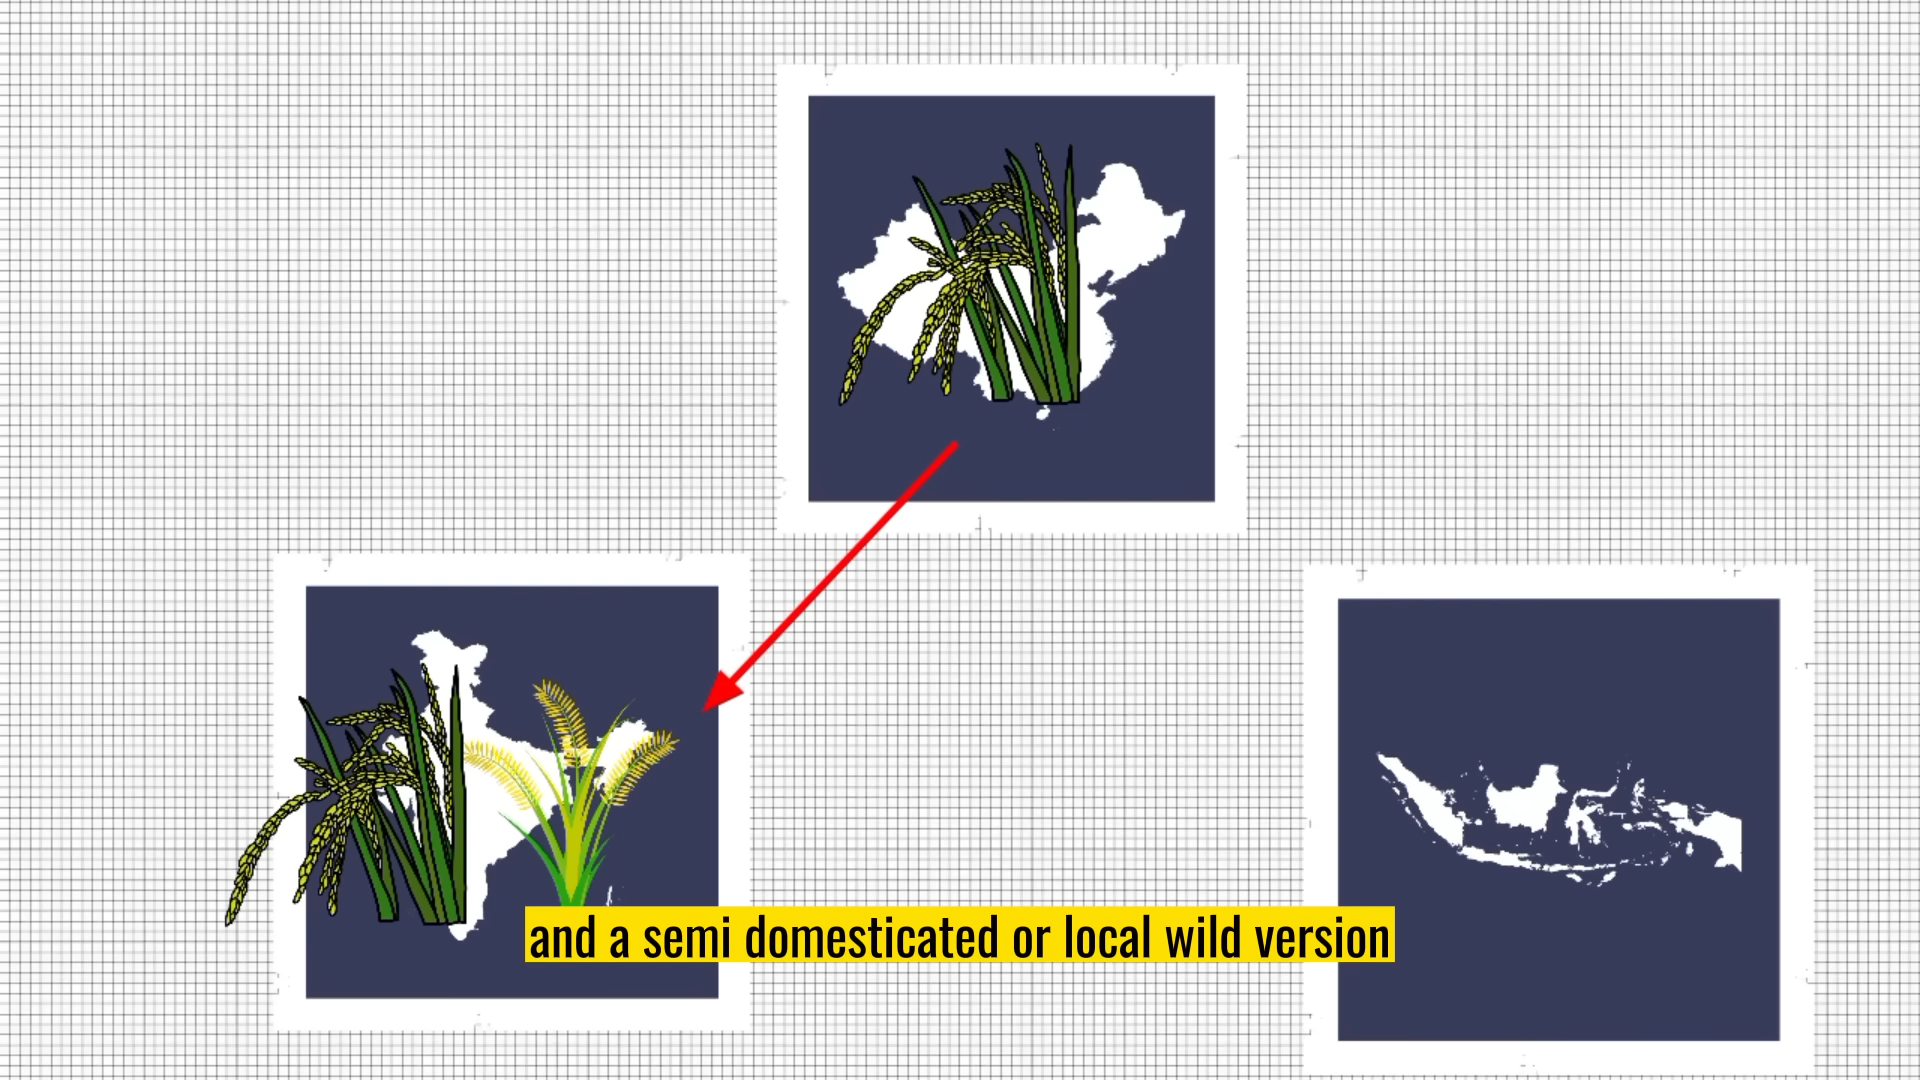 and a semi domesticated or local wild version